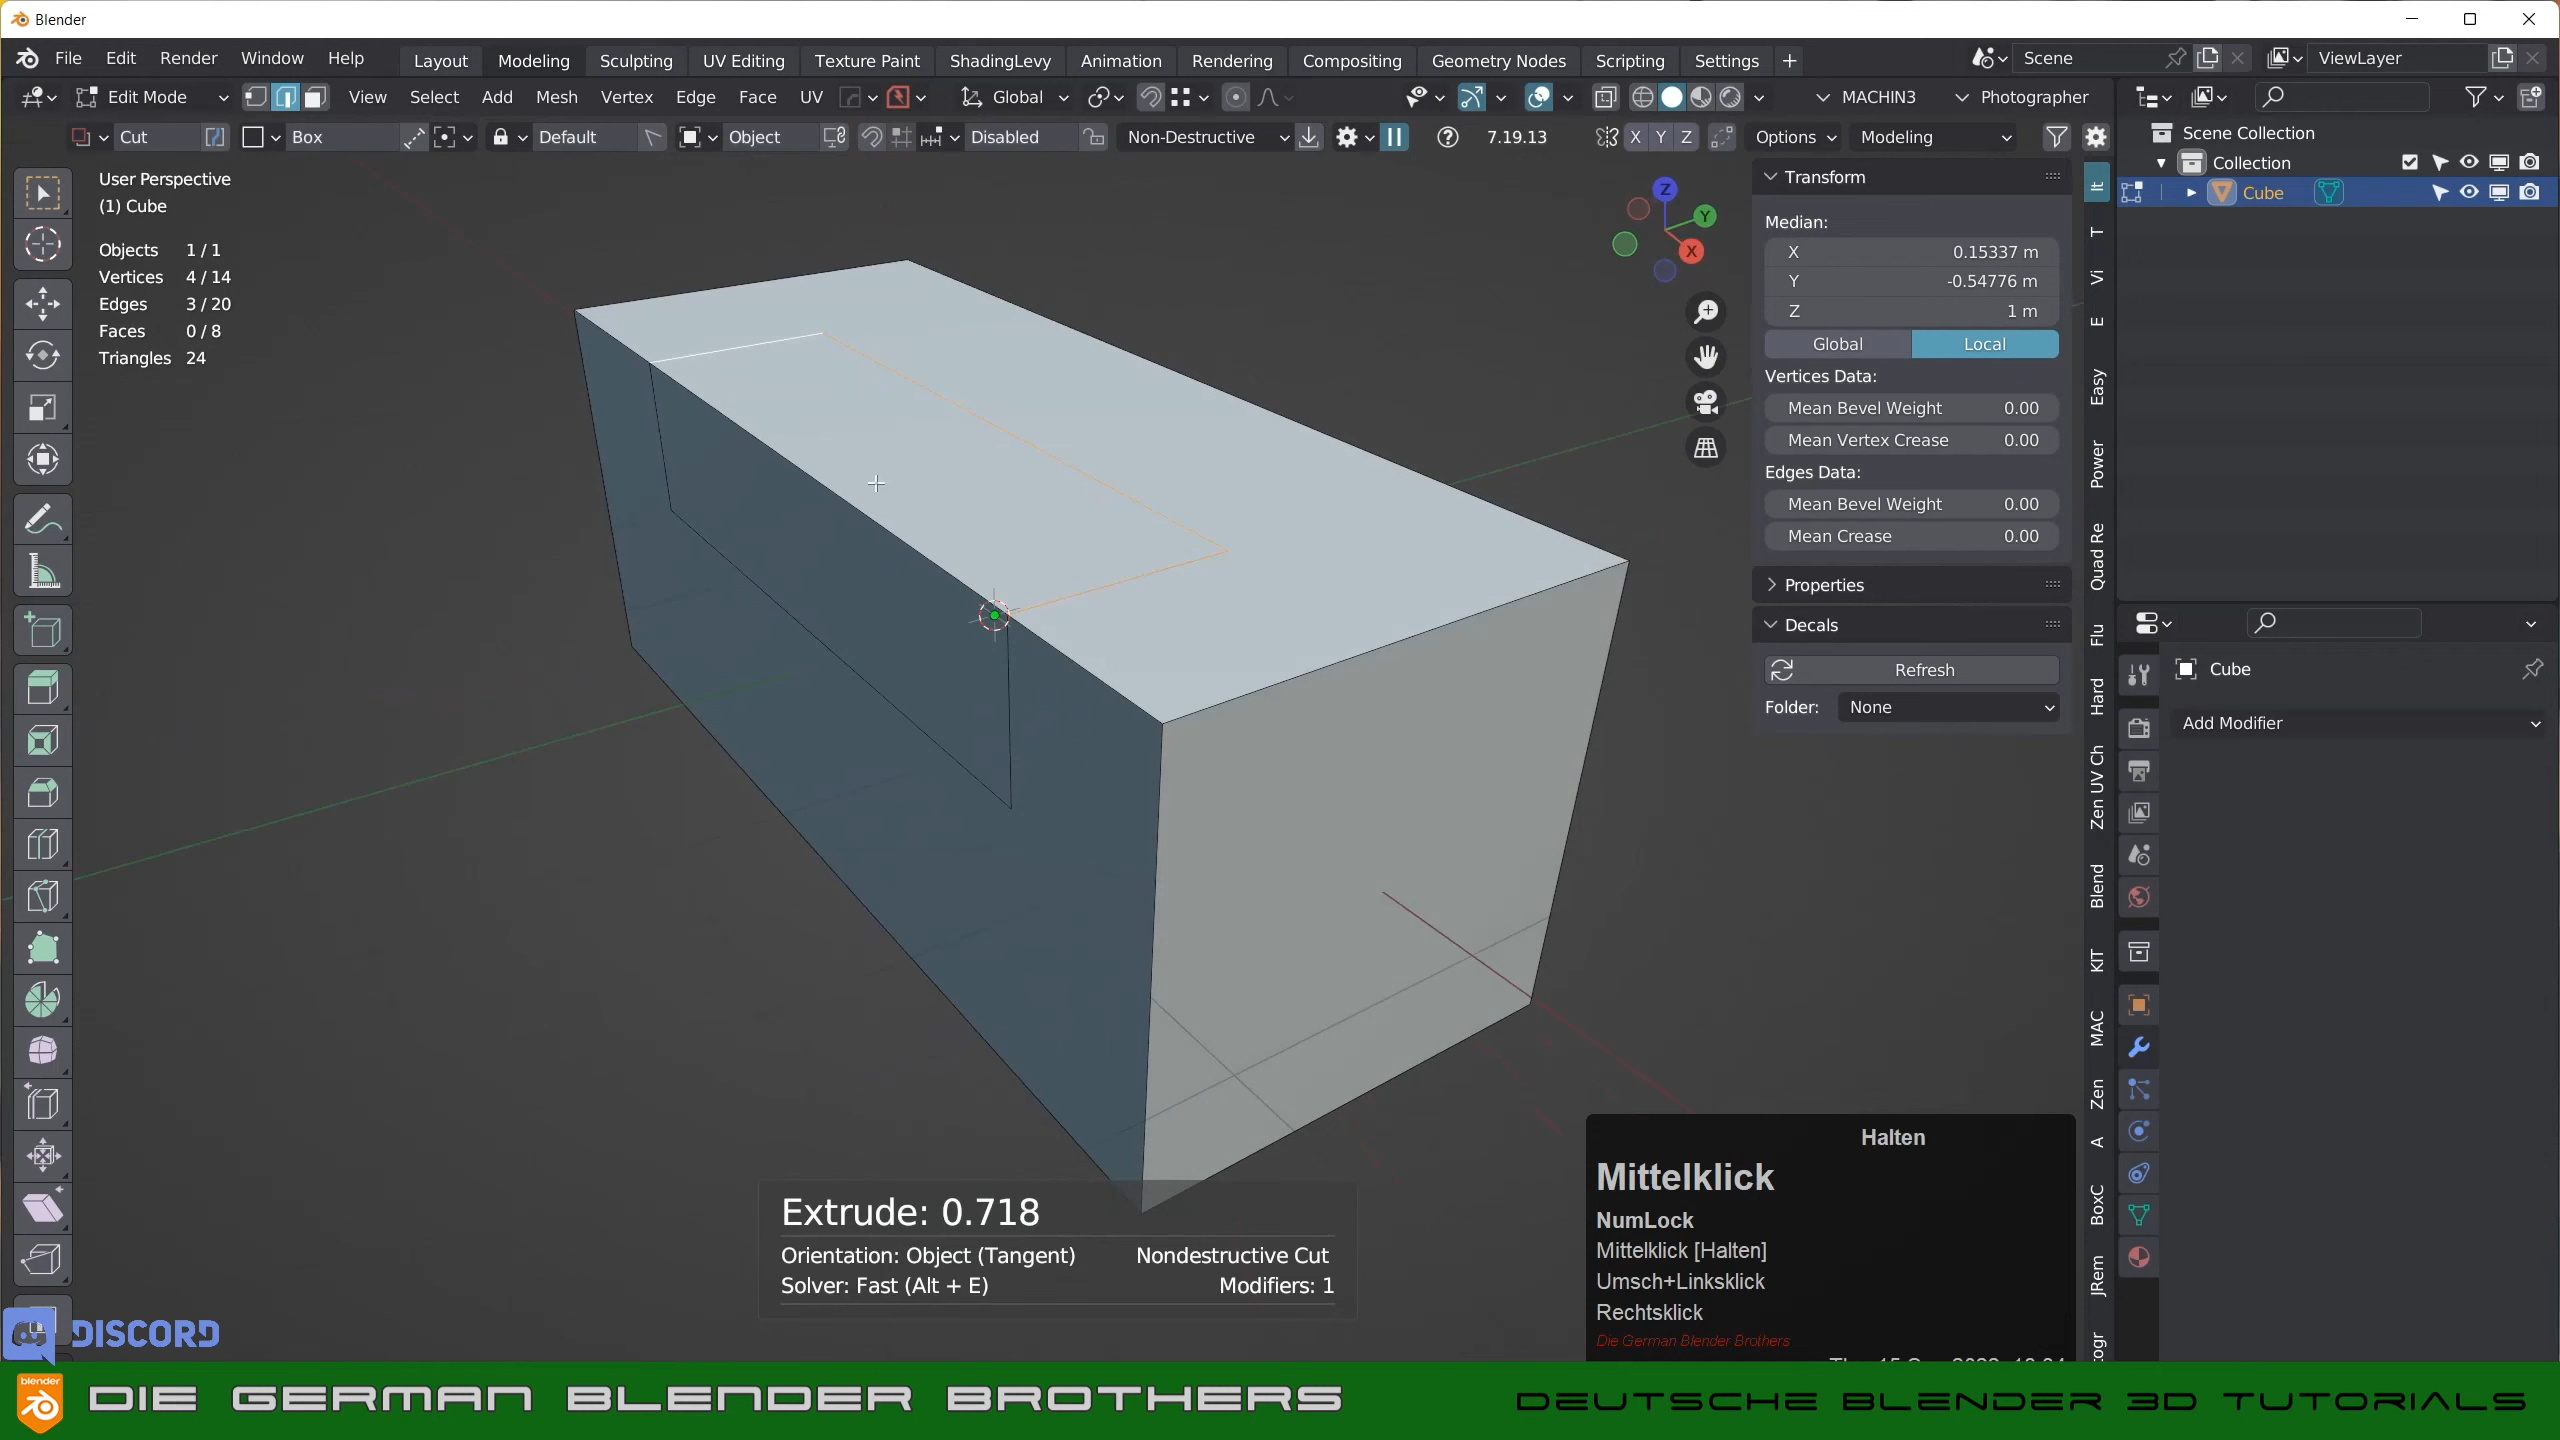 Blender
File Edit Render Window Help Layout Modeling Sculpting UV Editing Texture Paint ShadingLevy Animation Rendering Compositing Geometry Nodes Scripting Settings + Scene ViewLayer
Edit Mode View Select Add Mesh Vertex Edge Face UV Global MACHIN3 Photographer
Cut Box Default Object Disabled Non-Destructive 7.19.13 X Y Z Options Modeling
User Perspective
(1) Cube
Objects 1 / 1
Vertices 4 / 14
Edges 3 / 20
Faces 0 / 8
Triangles 24
Z
Y
X
Transform
Median:
X 0.15337 m
Y -0.54776 m
Z 1 m
Global Local
Vertices Data:
Mean Bevel Weight 0.00
Mean Vertex Crease 0.00
Edges Data:
Mean Bevel Weight 0.00
Mean Crease 0.00
Properties
Decals
Refresh
Folder: None
It
T
Vi
E
Easy
Power
Quad Re
Flu
Hard
Zen UV Ch
Blend
KIT
MAC
Zen
A
BoxC
JRem
togr
Scene Collection
Collection
Cube
Cube
Add Modifier
Extrude: 0.718
Orientation: Object (Tangent) Nondestructive Cut
Solver: Fast (Alt + E) Modifiers: 1
Halten
Mittelklick
NumLock
Mittelklick [Halten]
Umsch+Linksklick
Rechtsklick
Die German Blender Brothers
DISCORD
blender
DIE GERMAN BLENDER BROTHERS
DEUTSCHE BLENDER 3D TUTORIALS